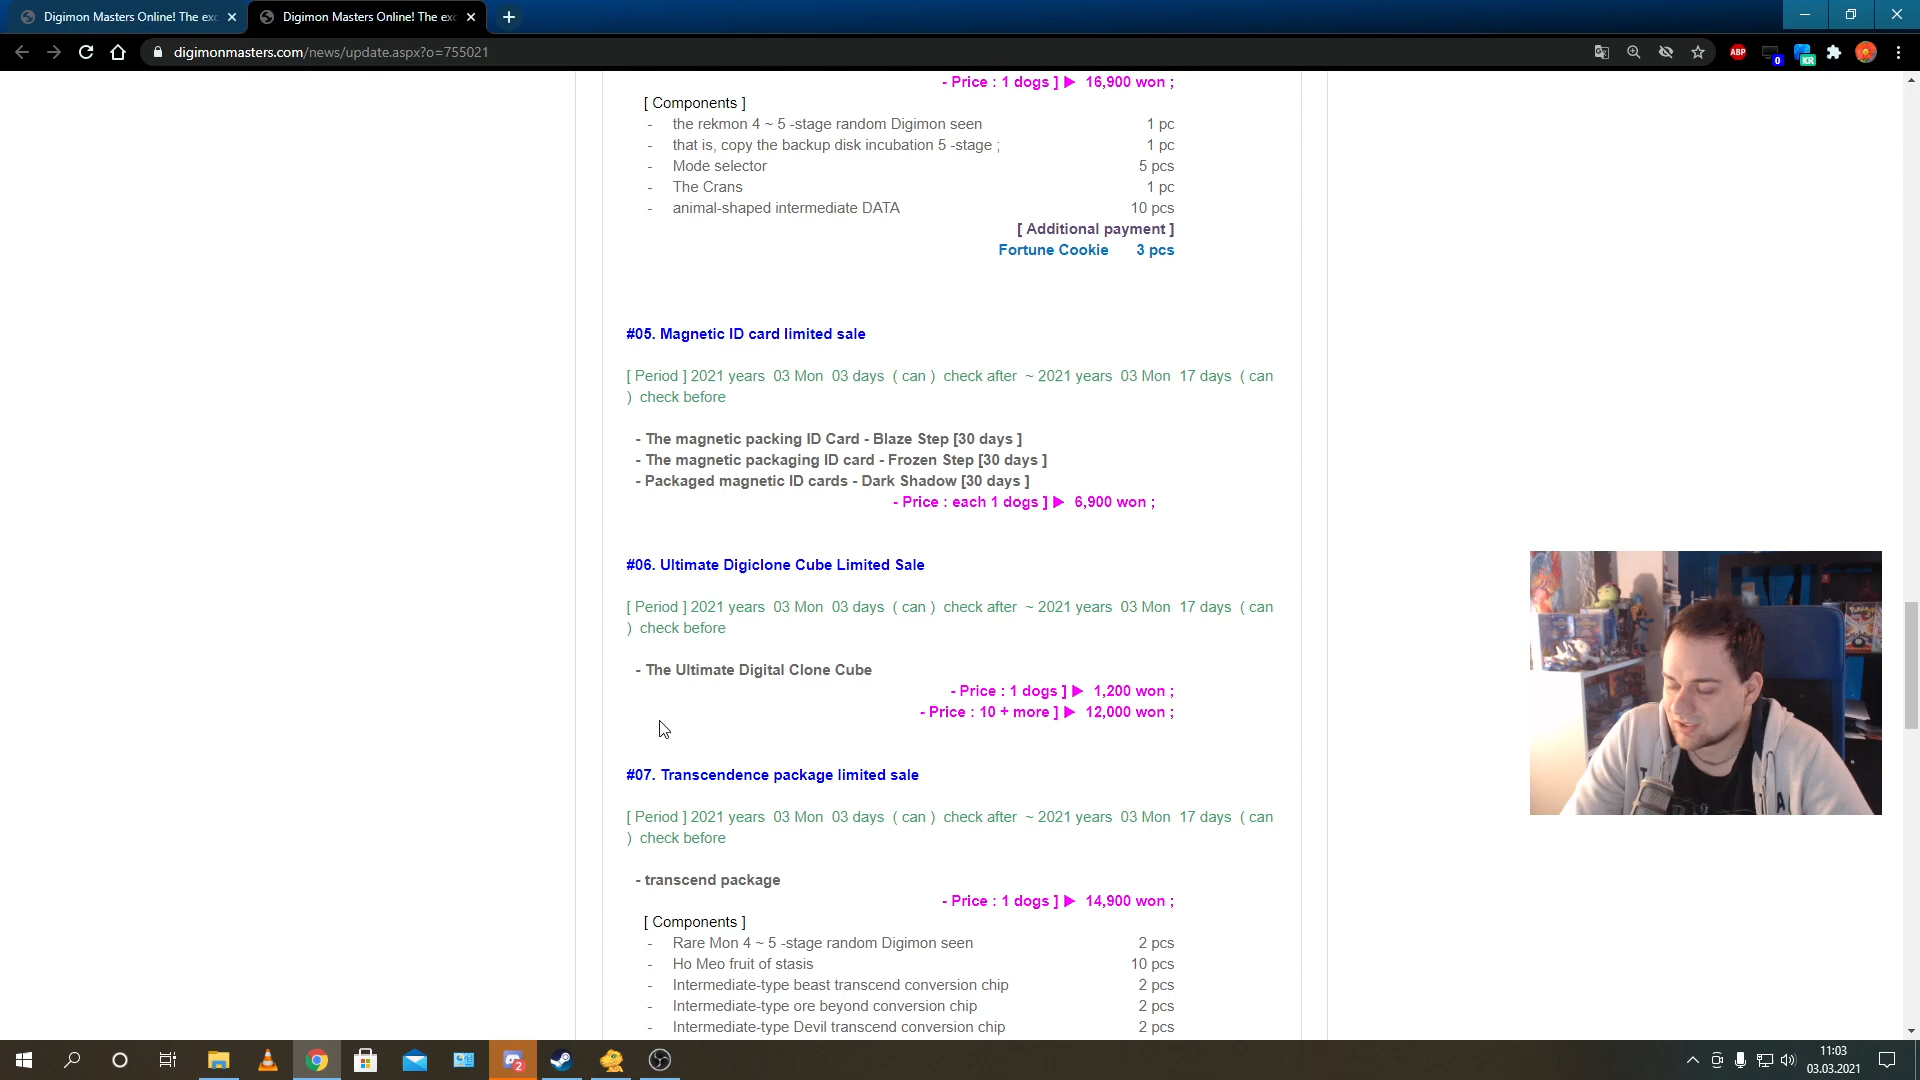 Digimon Masters Online! The exc
Digimon Masters Online! The exc
digimonmasters.com/news/update.aspx?o=755021
ABP
0
KR
- Price : 1 dogs ] ▶ 16,900 won ;
[ Components ]
- the rekmon 4 ~ 5 -stage random Digimon seen 1 pc
- that is, copy the backup disk incubation 5 -stage ; 1 pc
- Mode selector 5 pcs
- The Crans 1 pc
- animal-shaped intermediate DATA 10 pcs
[ Additional payment ]
Fortune Cookie 3 pcs
#05. Magnetic ID card limited sale
[ Period ] 2021 years 03 Mon 03 days ( can ) check after ~ 2021 years 03 Mon 17 days ( can
) check before
- The magnetic packing ID Card - Blaze Step [30 days ]
- The magnetic packaging ID card - Frozen Step [30 days ]
- Packaged magnetic ID cards - Dark Shadow [30 days ]
- Price : each 1 dogs ] ▶ 6,900 won ;
#06. Ultimate Digiclone Cube Limited Sale
[ Period ] 2021 years 03 Mon 03 days ( can ) check after ~ 2021 years 03 Mon 17 days ( can
) check before
- The Ultimate Digital Clone Cube
- Price : 1 dogs ] ▶ 1,200 won ;
- Price : 10 + more ] ▶ 12,000 won ;
#07. Transcendence package limited sale
[ Period ] 2021 years 03 Mon 03 days ( can ) check after ~ 2021 years 03 Mon 17 days ( can
) check before
- transcend package
- Price : 1 dogs ] ▶ 14,900 won ;
[ Components ]
- Rare Mon 4 ~ 5 -stage random Digimon seen 2 pcs
- Ho Meo fruit of stasis 10 pcs
- Intermediate-type beast transcend conversion chip 2 pcs
- Intermediate-type ore beyond conversion chip 2 pcs
- Intermediate-type Devil transcend conversion chip 2 pcs
2
11:03
03.03.2021